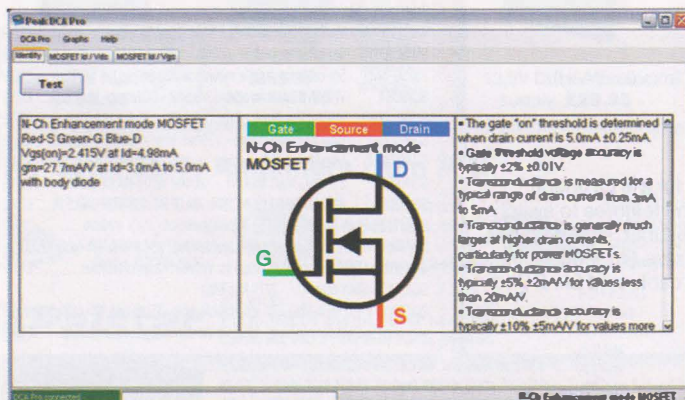 Peak DCA Pro
DCA Pro Graphs Help
Identify MOSFET Id / Vds MOSFET Id / Vgs
Test
N-Ch Enhancement mode MOSFET
Red-S Green-G Blue-D
Vgs(on)=2.415V at Id=4.98mA
gm=27.7mA/V at Id=3.0mA to 5.0mA
with body diode
Gate Source Drain
N-Ch Enhancement mode
MOSFET
D
G
S
• The gate "on" threshold is determined
when drain current is 5.0mA ±0.25mA.
• Gate threshold voltage accuracy is
typically ±2% ±0.01V.
• Transconductance is measured for a
typical range of drain current from 3mA
to 5mA.
• Transconductance is generally much
larger at higher drain currents,
particularly for power MOSFETs.
• Transconductance accuracy is
typically ±5% ±2mA/V for values less
than 20mA/V.
• Transconductance accuracy is
typically ±10% ±5mA/V for values more
DCA Pro connected
N-Ch Enhancement mode MOSFET